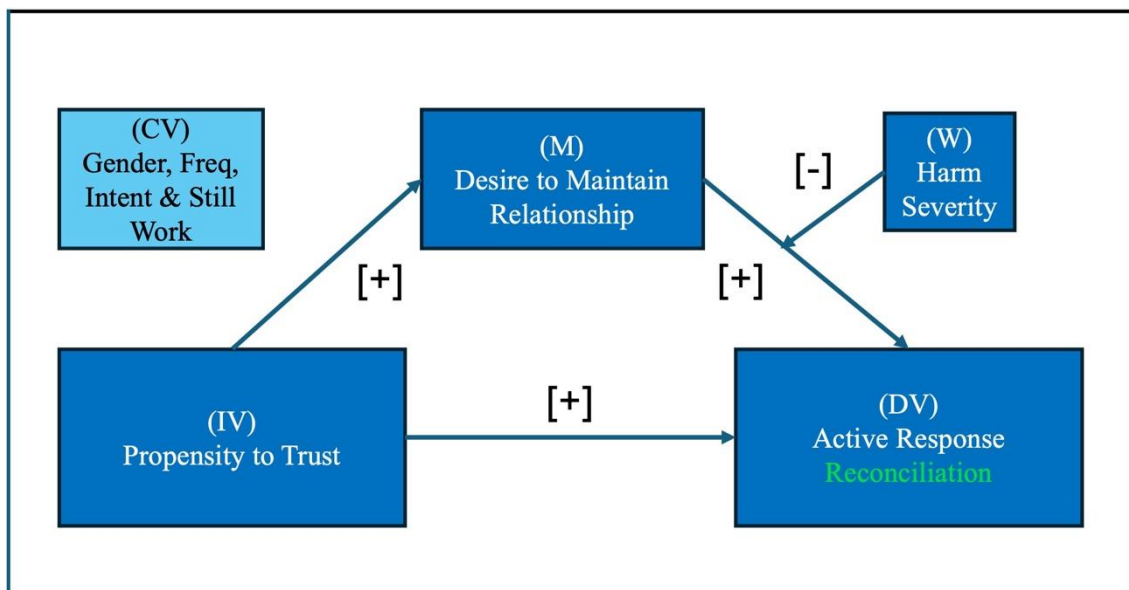 (CV)
Gender, Freq,
Intent & Still
Work
(M)
Desire to Maintain
Relationship
[-]
(W)
Harm
Severity
[+]
[+]
(IV)
Propensity to Trust
[+]
(DV)
Active Response
Reconciliation